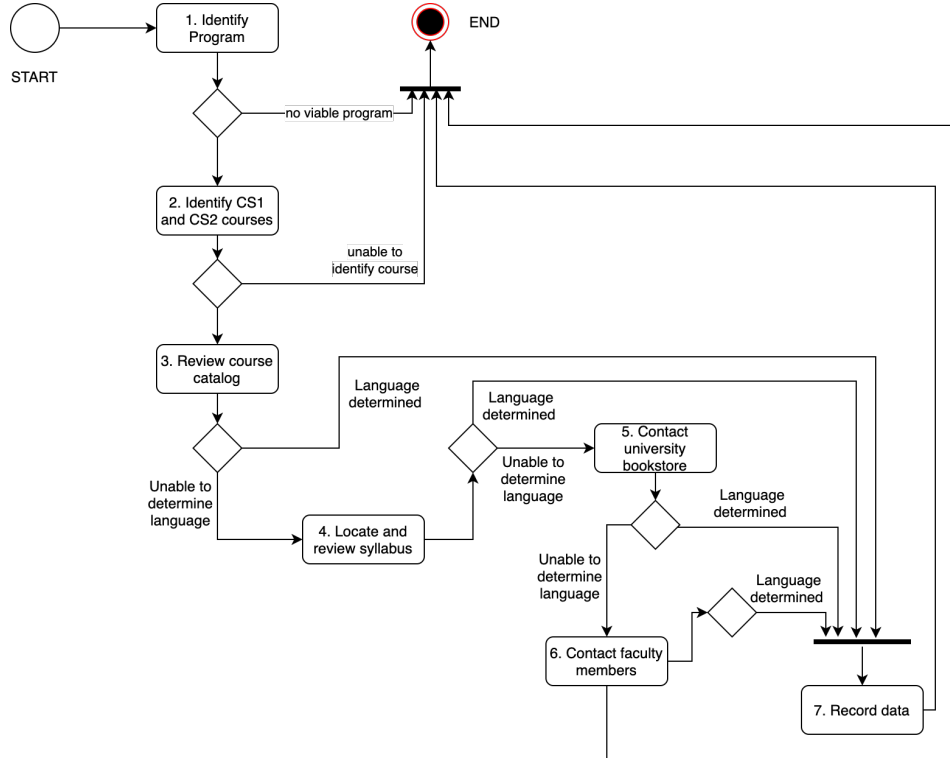 1. Identify
Program
END
START
no viable program
2. Identify CS1
and CS2 courses
unable to
identify course
3. Review course
catalog
Language
determined
Language
determined
5. Contact
university
bookstore
Unable to
determine
language
Unable to
determine
language
Language
determined
4. Locate and
review syllabus
Unable to
determine
language
Language
determined
6. Contact faculty
members
7. Record data